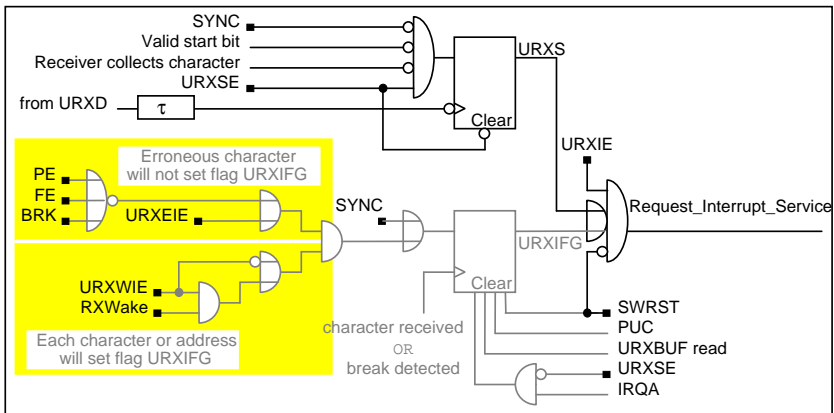 SYNC
Valid start bit
Receiver collects character
URXSE
from URXD
τ
URXS
Clear
URXIE
Erroneous character
will not set flag URXIFG
PE
FE
BRK
URXEIE
SYNC
Request_Interrupt_Service
URXIFG
Clear
URXWIE
RXWake
Each character or address
will set flag URXIFG
character received
OR
break detected
SWRST
PUC
URXBUF read
URXSE
IRQA